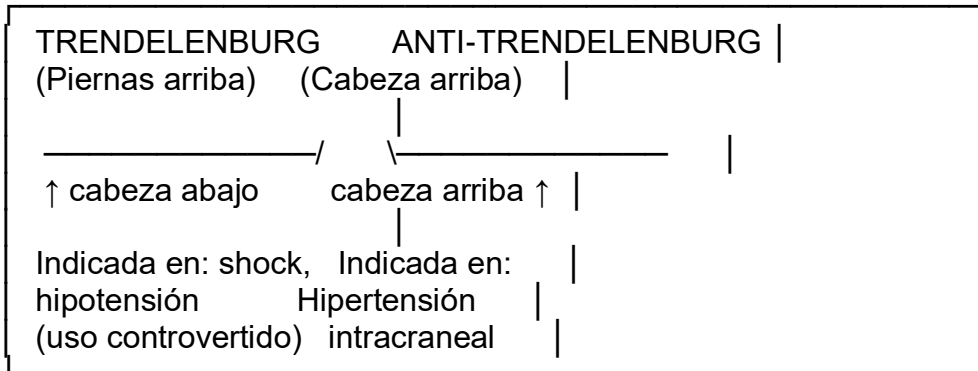 TRENDELENBURG ANTI-TRENDELENBURG
(Piernas arriba) (Cabeza arriba)
↑ cabeza abajo cabeza arriba ↑
Indicada en: shock, Indicada en:
hipotensión Hipertensión
(uso controvertido) intracraneal